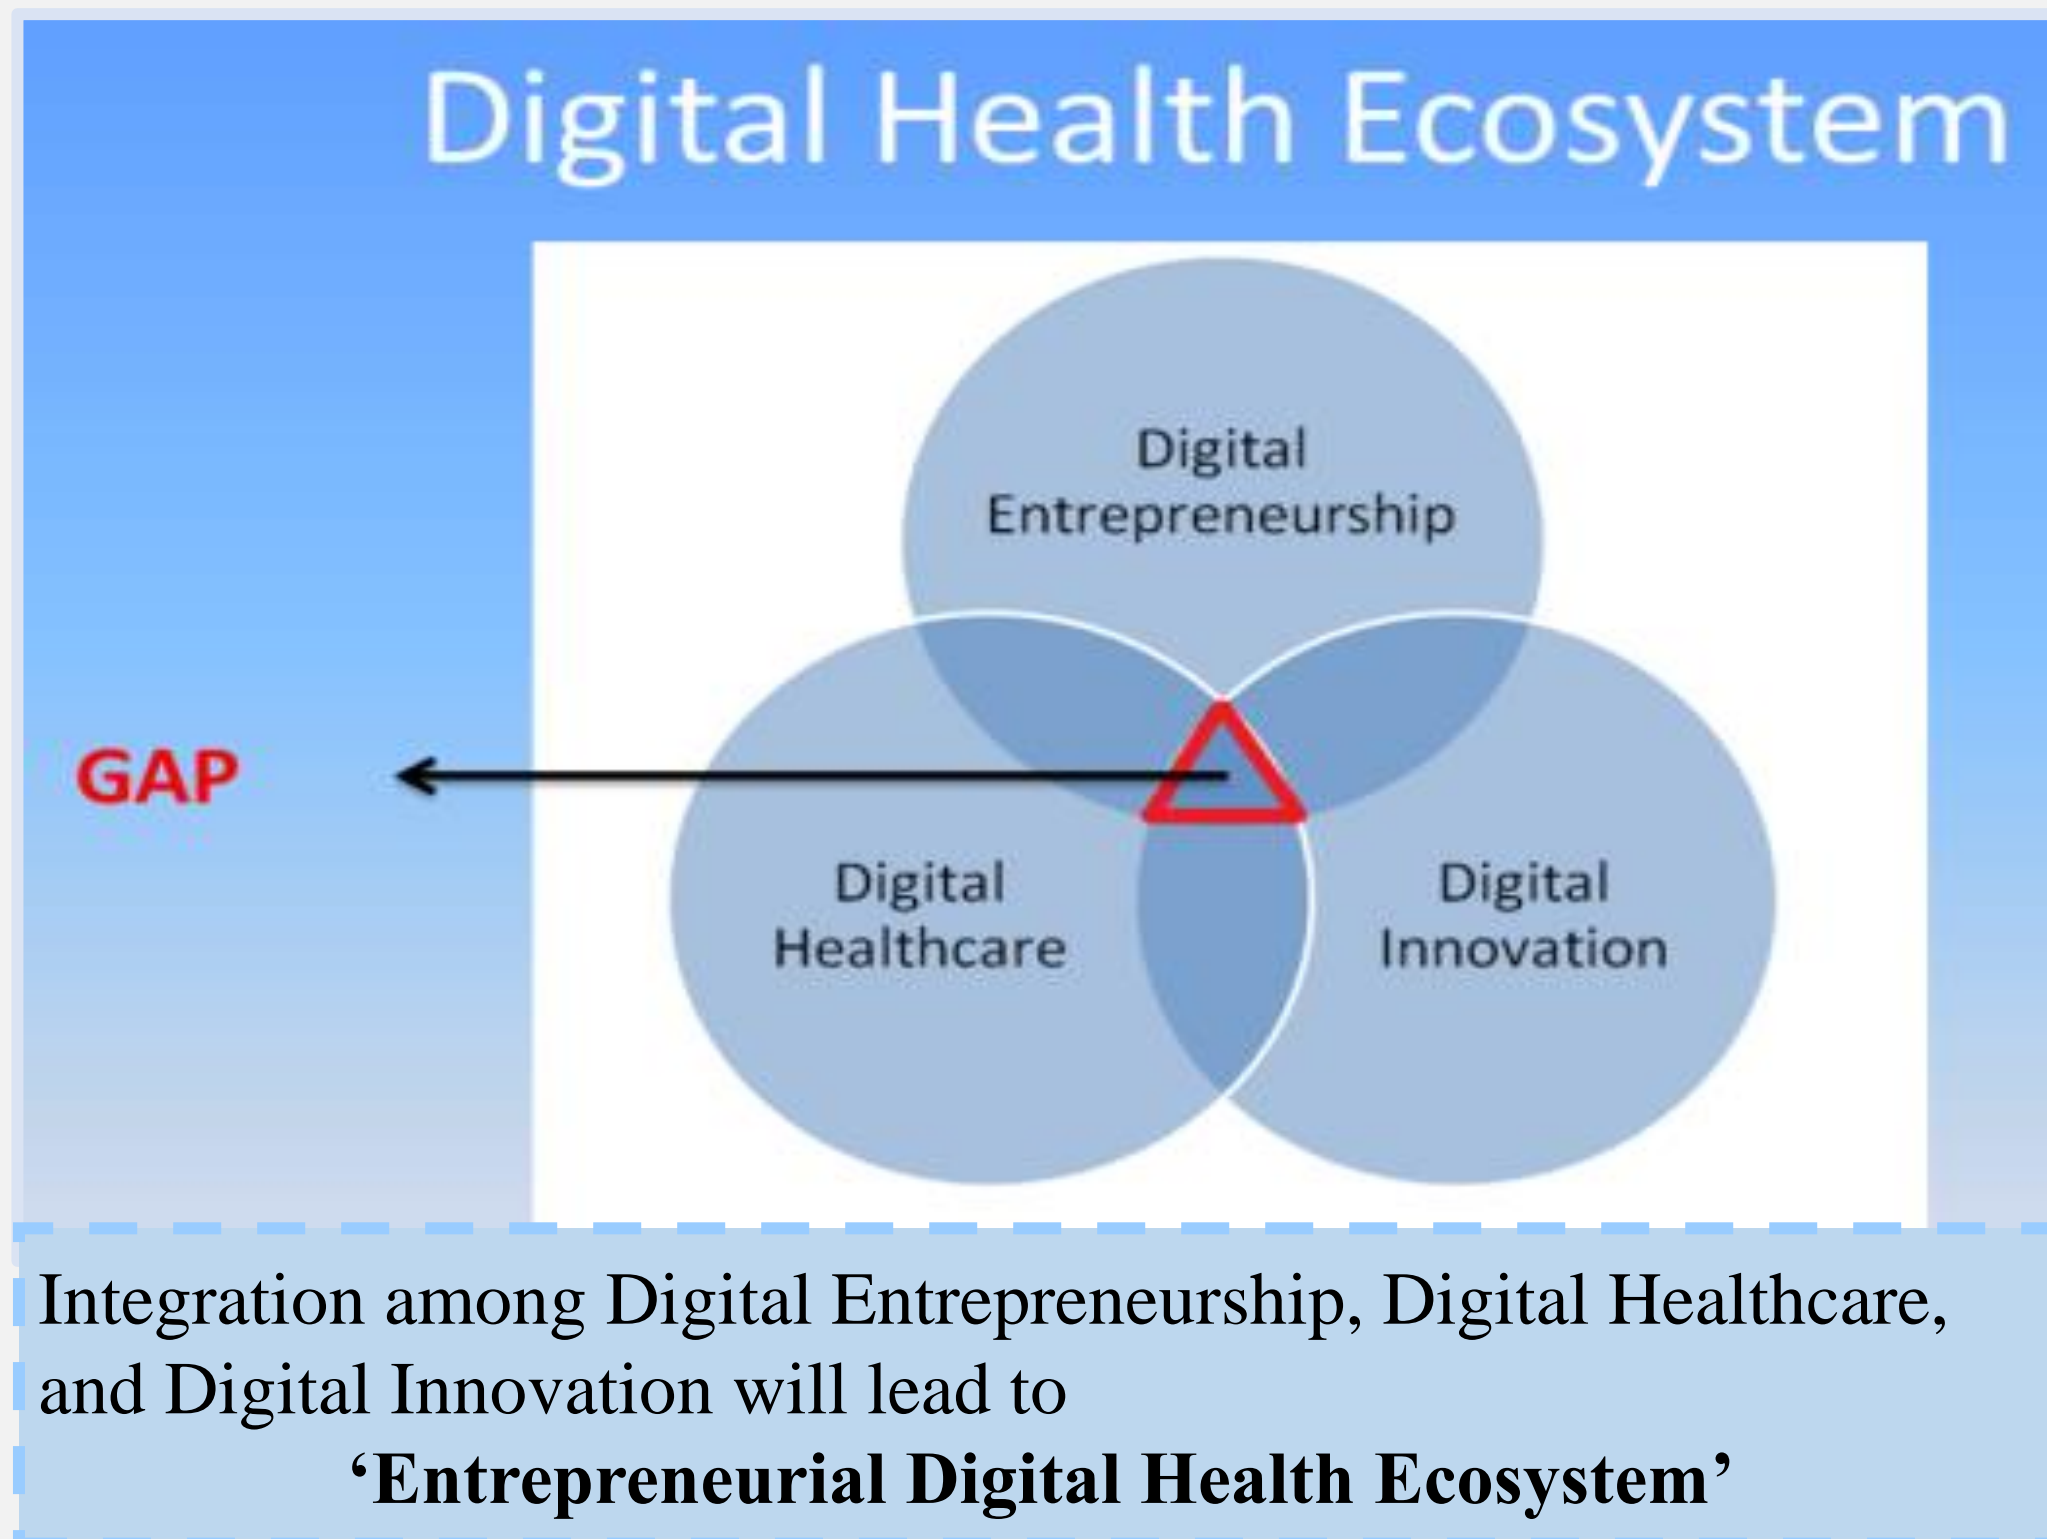 Digital Health Ecosystem
Digital
Entrepreneurship
GAP
Digital
Healthcare
Digital
Innovation
Integration among Digital Entrepreneurship, Digital Healthcare,
and Digital Innovation will lead to
‘Entrepreneurial Digital Health Ecosystem’